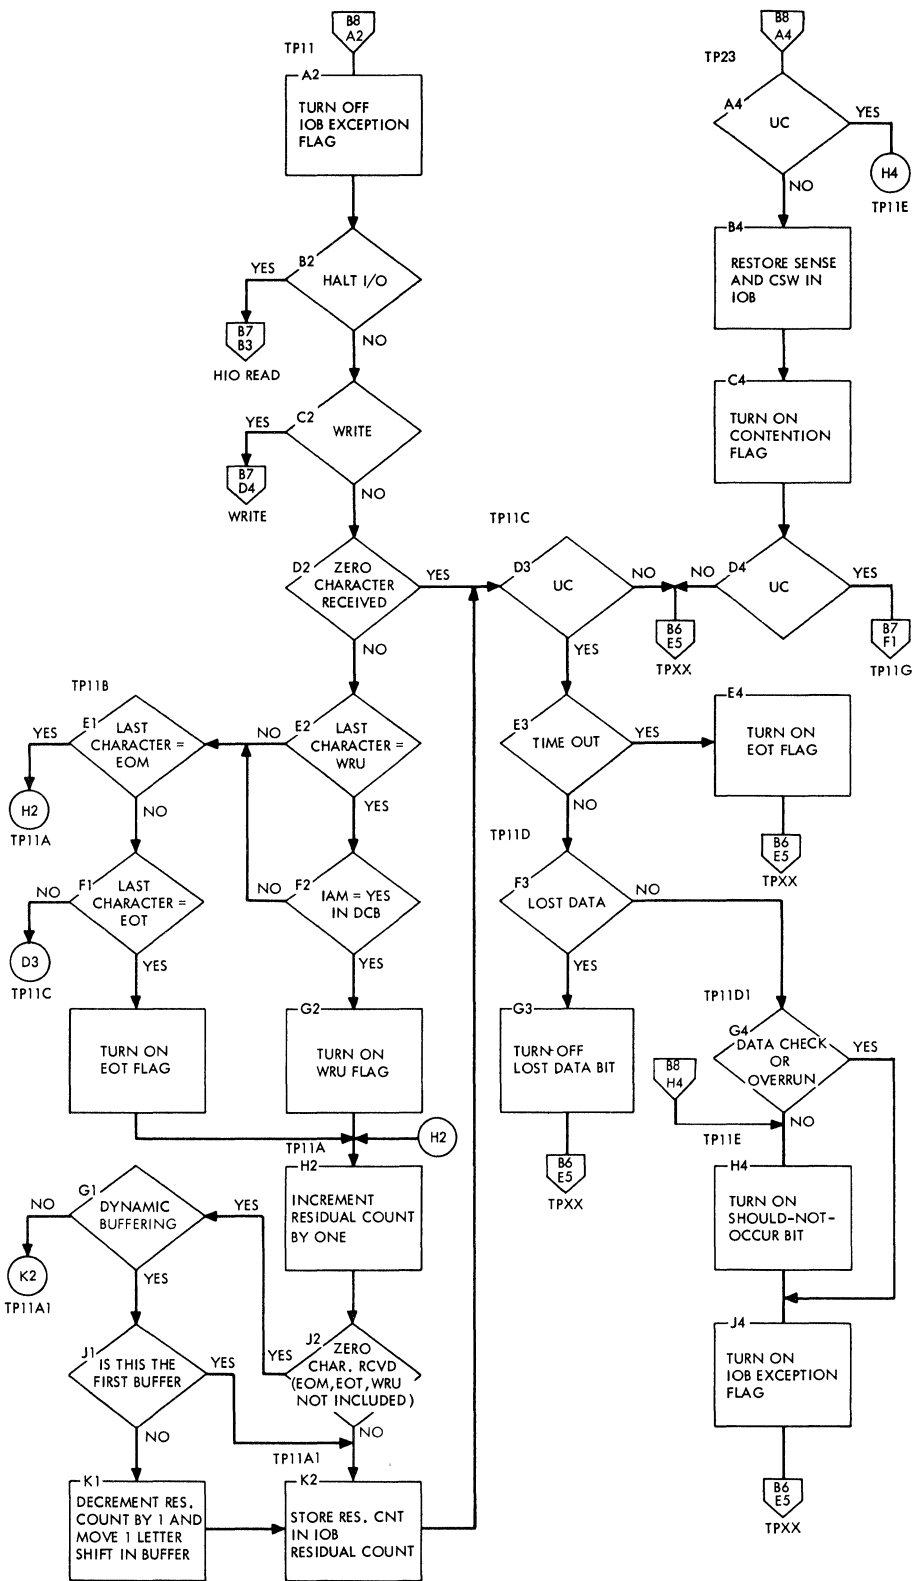 B8
A2
TP11
A2
TURN OFF
IOB EXCEPTION
FLAG
B2
HALT I/O
YES
NO
B7
B3
HIO READ
C2
WRITE
YES
NO
B7
D4
WRITE
D2
ZERO
CHARACTER
RECEIVED
YES
NO
TP11B
E1
LAST
CHARACTER =
EOM
YES
NO
H2
TP11A
E2
LAST
CHARACTER =
WRU
NO
YES
F1
LAST
CHARACTER =
EOT
NO
YES
D3
TP11C
F2
IAM = YES
IN DCB
NO
YES
TURN ON
EOT FLAG
G2
TURN ON
WRU FLAG
TP11A
H2
H2
INCREMENT
RESIDUAL COUNT
BY ONE
G1
DYNAMIC
BUFFERING
NO
YES
YES
K2
TP11A1
J1
IS THIS THE
FIRST BUFFER
YES
NO
J2
ZERO
CHAR. RCVD
(EOM, EOT, WRU
NOT INCLUDED)
YES
NO
TP11A1
K1
DECREMENT RES.
COUNT BY 1 AND
MOVE 1 LETTER
SHIFT IN BUFFER
K2
STORE RES. CNT
IN IOB
RESIDUAL COUNT
TP11C
D3
UC
NO
YES
B6
E5
TPXX
E3
TIME OUT
YES
NO
E4
TURN ON
EOT FLAG
B6
E5
TPXX
TP11D
F3
LOST DATA
NO
YES
G3
TURN-OFF
LOST DATA BIT
B6
E5
TPXX
B8
A4
TP23
A4
UC
YES
NO
H4
TP11E
B4
RESTORE SENSE
AND CSW IN
IOB
C4
TURN ON
CONTENTION
FLAG
D4
UC
NO
YES
B7
F1
TP11G
TP11D1
G4
DATA CHECK
OR
OVERRUN
YES
NO
B8
H4
TP11E
H4
TURN ON
SHOULD-NOT-
OCCUR BIT
J4
TURN ON
IOB EXCEPTION
FLAG
B6
E5
TPXX